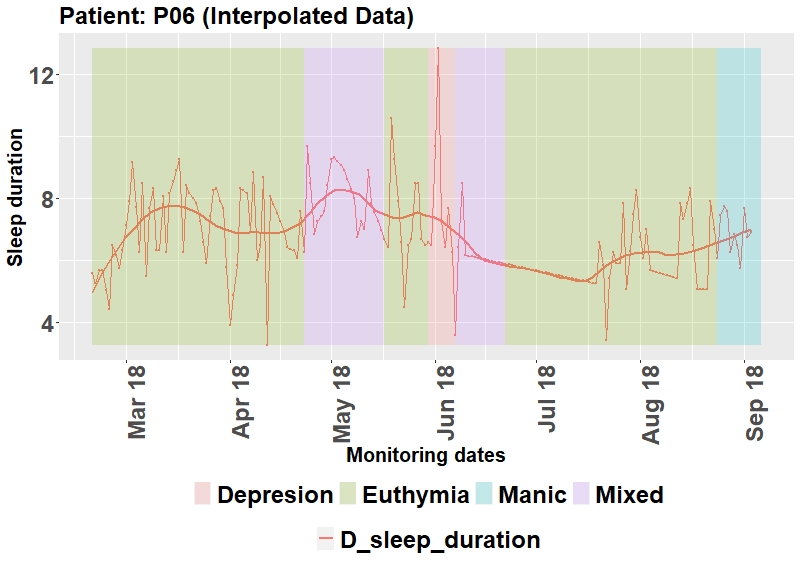 Patient: P06 (Interpolated Data)
Sleep duration
12
8
4
Mar 18
Apr 18
May 18
Jun 18
Jul 18
Aug 18
Sep 18
Monitoring dates
Depresion Euthymia Manic Mixed
D_sleep_duration